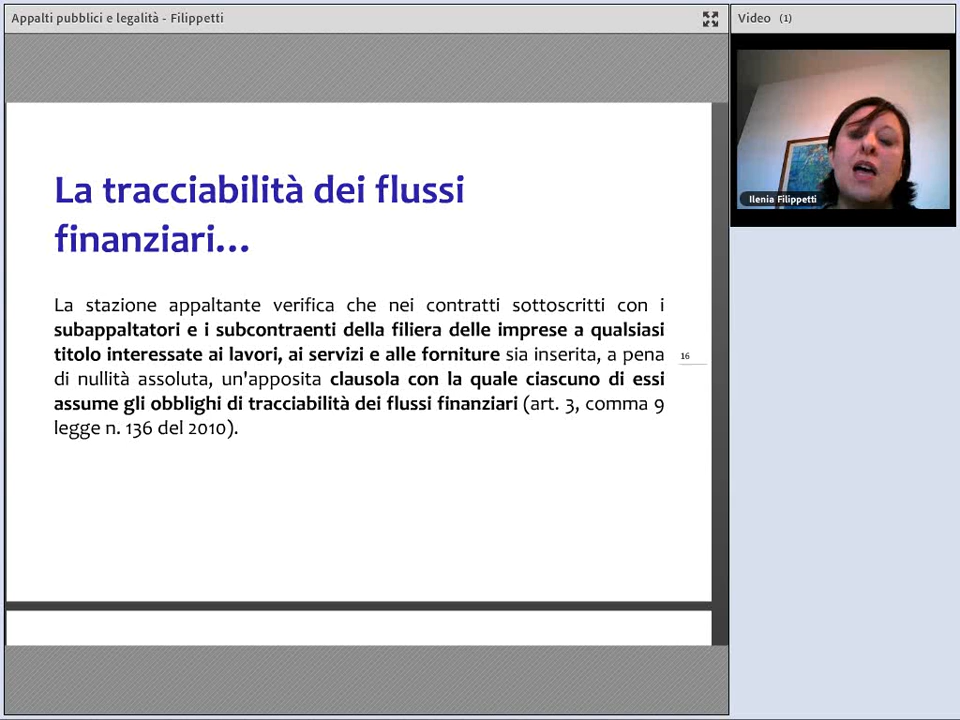 Appalti pubblici e legalità - Filippetti
Video (1)
Ilenia Filippetti
La tracciabilità dei flussi
finanziari...
La stazione appaltante verifica che nei contratti sottoscritti con i
subappaltatori e i subcontraenti della filiera delle imprese a qualsiasi
titolo interessate ai lavori, ai servizi e alle forniture sia inserita, a pena
di nullità assoluta, un'apposita clausola con la quale ciascuno di essi
assume gli obblighi di tracciabilità dei flussi finanziari (art. 3, comma 9
legge n. 136 del 2010).
16